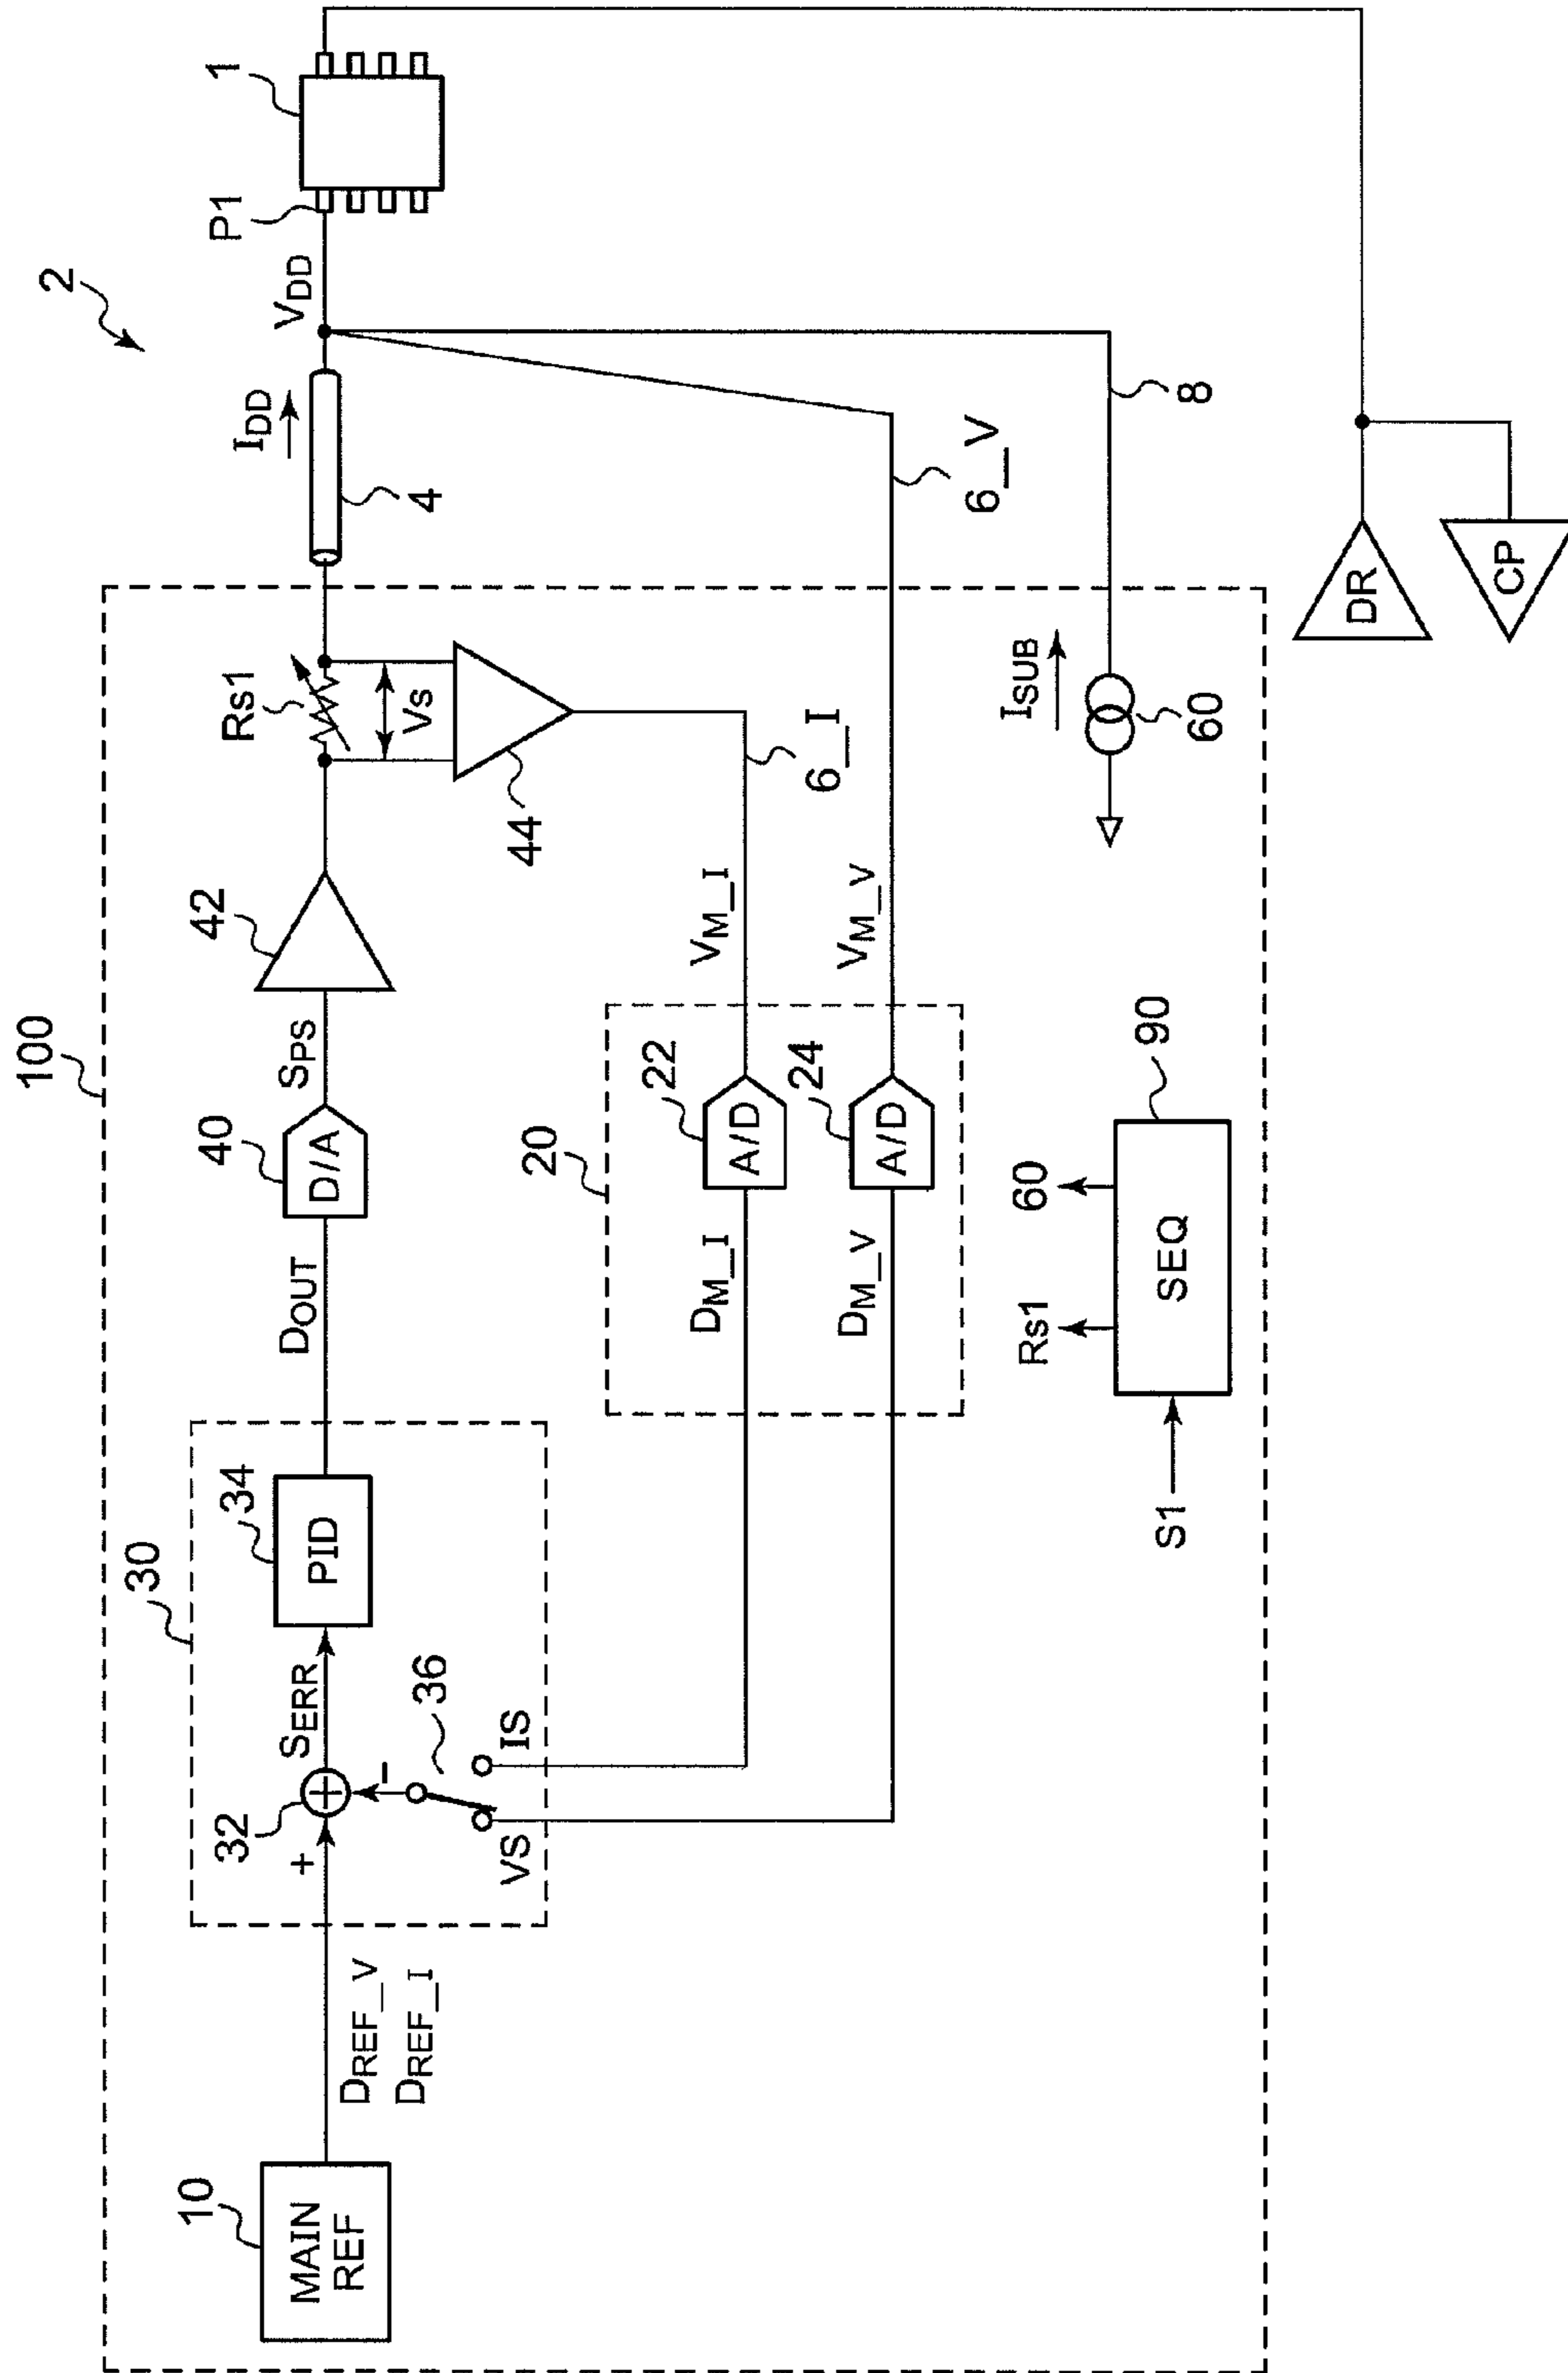 2
100
1
P1
VDD
IDD
4
Rs1
Vs
42
44
SPS
40
D/A
DOUT
30
34
PID
SERR
32
+
-
36
VS
IS
10
MAIN
REF
DREF_V
DREF_I
20
22
A/D
24
A/D
DM_I
DM_V
VM_I
VM_V
6_I
6_V
8
ISUB
60
90
SEQ
Rs1
60
S1
DR
CP